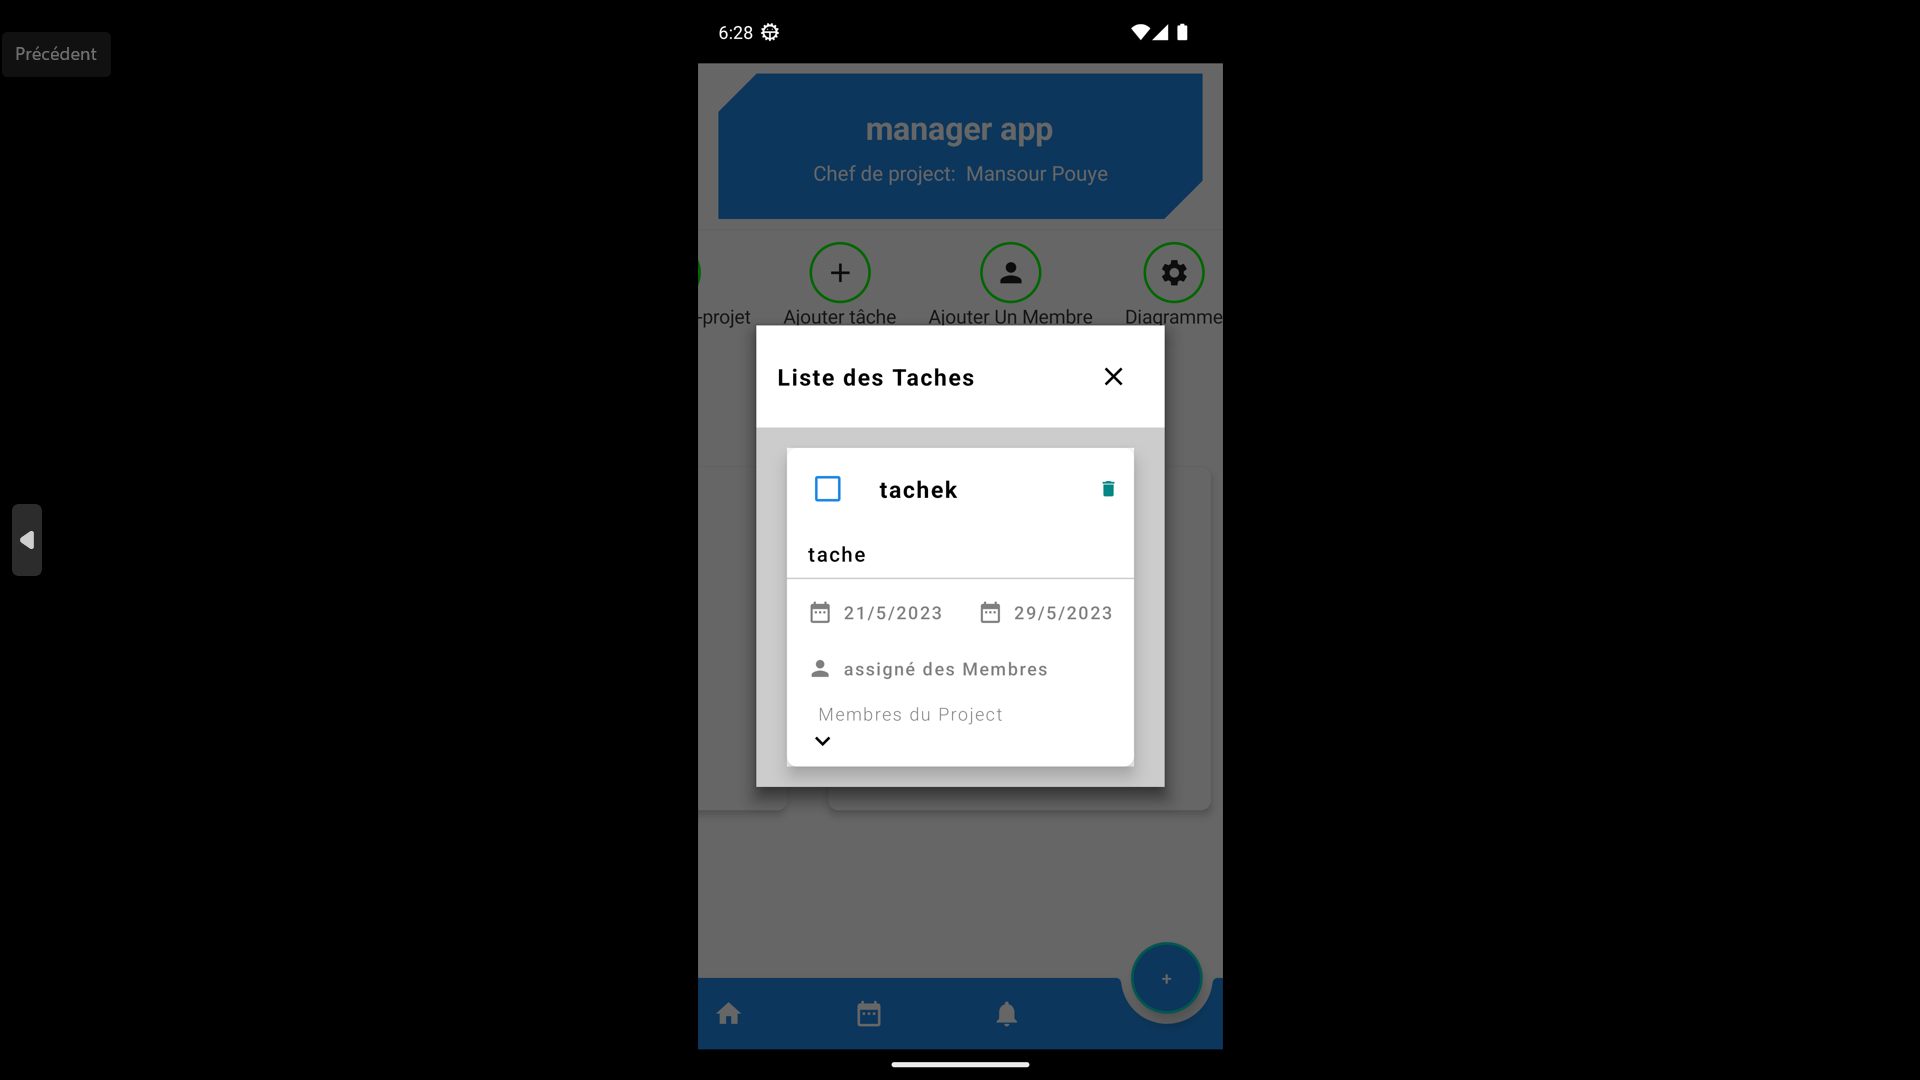 Précédent
6:28
manager app
Chef de project:  Mansour Pouye
-projet
Ajouter tâche
Ajouter Un Membre
Diagramme
Liste des Taches
tachek
tache
21/5/2023
29/5/2023
assigné des Membres
Membres du Project
+